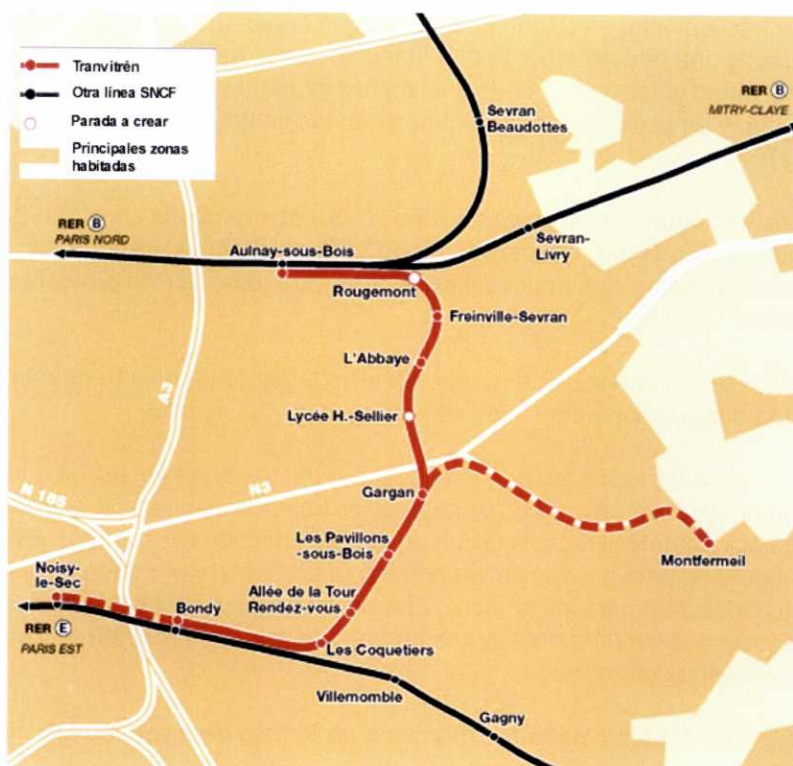 Tranvitrén
Otra línea SNCF
Parada a crear
Principales zonas
habitadas
RER B
MITRY-CLAYE
Sevran
Beaudottes
RER B
PARIS NORD
Aulnay-sous-Bois
Sevran-
Livry
Rougemont
Freinville-Sevran
L'Abbaye
A3
Lycée H.-Sellier
N 186
N3
Gargan
Les Pavillons
-sous-Bois
Montfermeil
Noisy-
le-Sec
Allée de la Tour
Rendez-vous
Bondy
RER E
PARIS EST
Les Coquetiers
Villemomble
Gagny